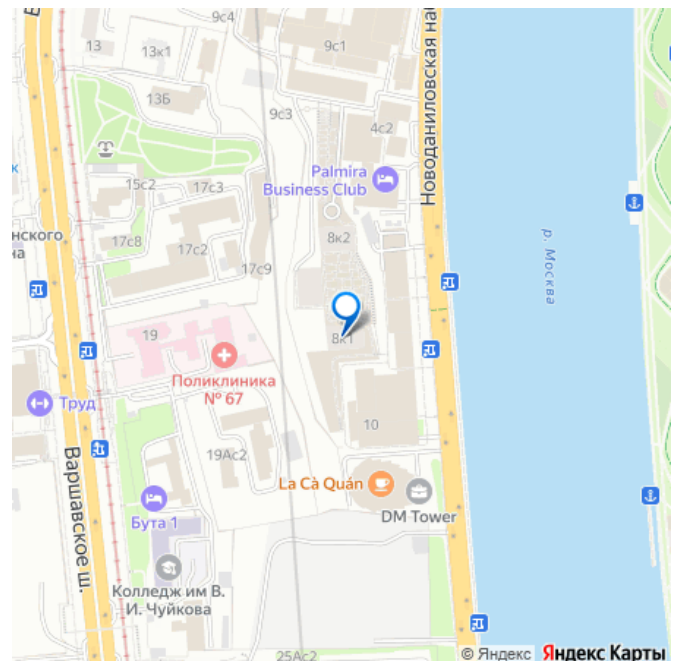 9с4
13
13к1
9с1
13Б
9с3
4с2
Новоданиловская наб
Palmira
Business Club
15с2
17с3
нского
на
17с8
17с2
8к2
17с9
р. Москва
19
8к1
Поликлиника
№ 67
Труд
10
19Ас2
La Cà Quán
DM Tower
Варшавское ш.
Бута 1
Колледж им В.
И. Чуйкова
25Ас2
© Яндекс Яндекс Карты